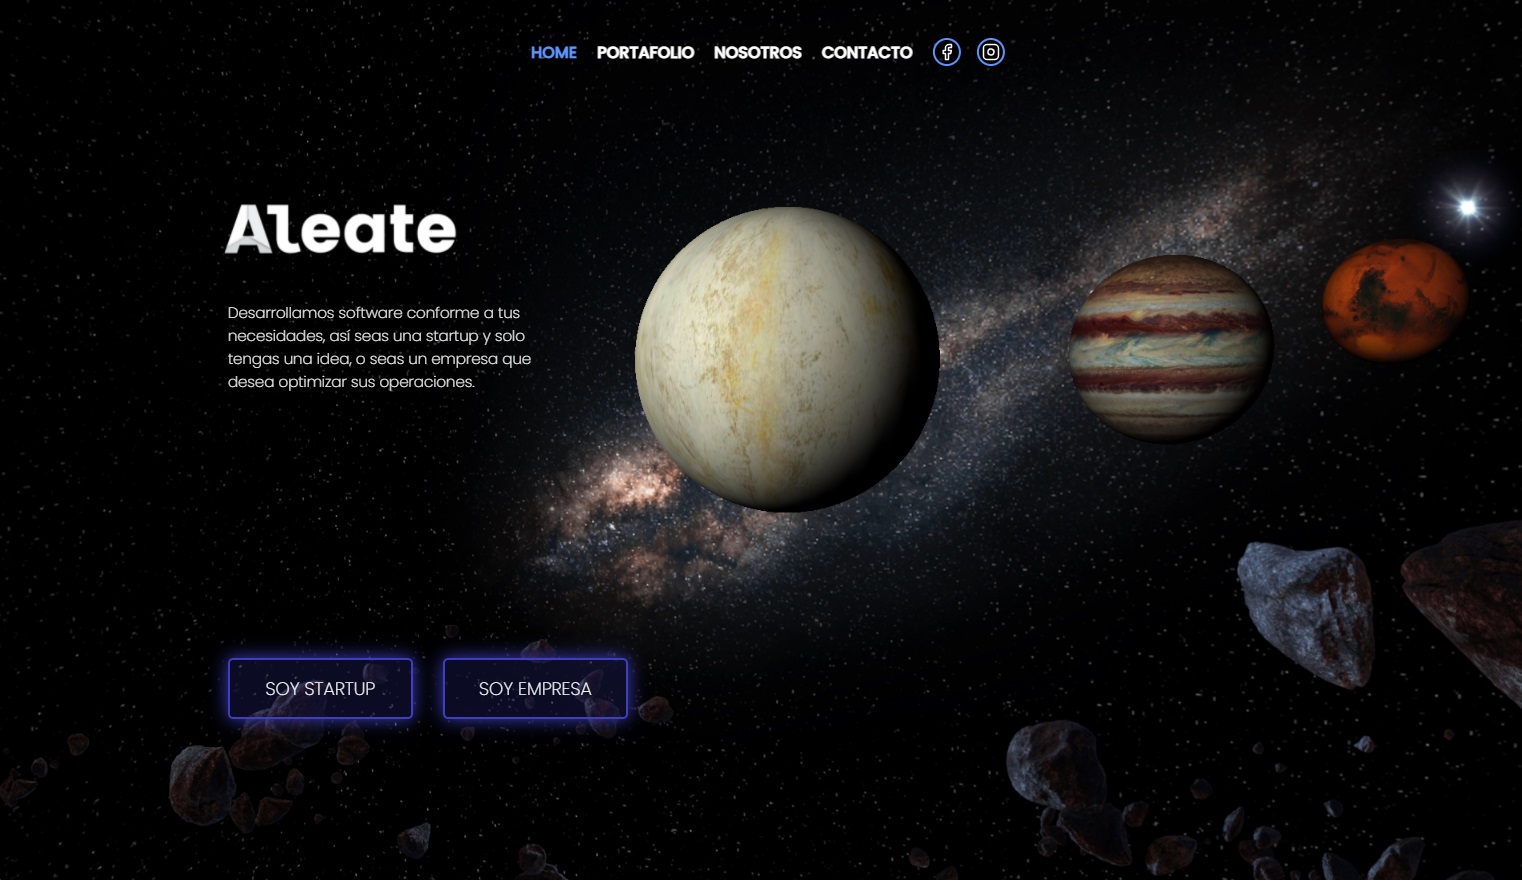 HOME PORTAFOLIO NOSOTROS CONTACTO
Aleate
Desarrollamos software conforme a tus
necesidades, así seas una startup y solo
tengas una idea, o seas un empresa que
desea optimizar sus operaciones.
SOY STARTUP SOY EMPRESA